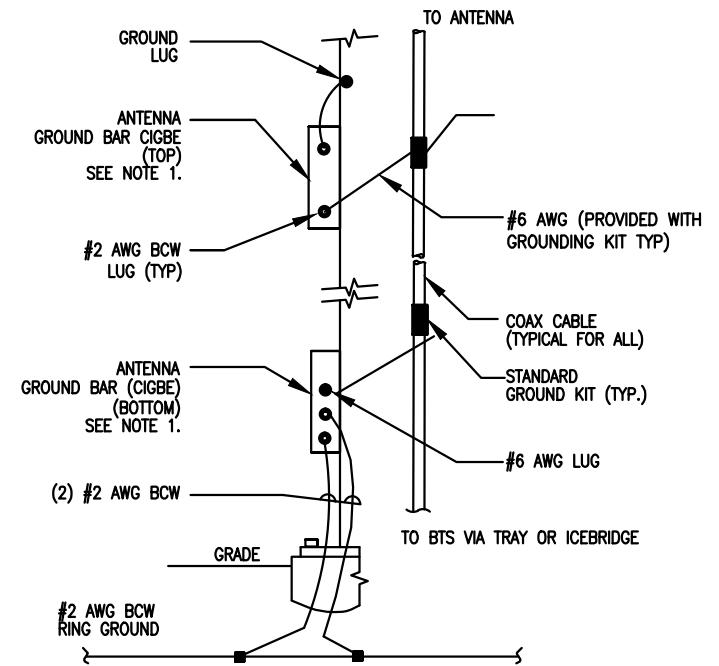 TO ANTENNA
GROUND
LUG
ANTENNA
GROUND BAR CIGBE
(TOP)
SEE NOTE 1.
#6 AWG (PROVIDED WITH
GROUNDING KIT TYP)
#2 AWG BCW
LUG (TYP)
COAX CABLE
(TYPICAL FOR ALL)
ANTENNA
GROUND BAR (CIGBE)
(BOTTOM)
SEE NOTE 1.
STANDARD
GROUND KIT (TYP.)
#6 AWG LUG
(2) #2 AWG BCW
TO BTS VIA TRAY OR ICEBRIDGE
GRADE
#2 AWG BCW
RING GROUND